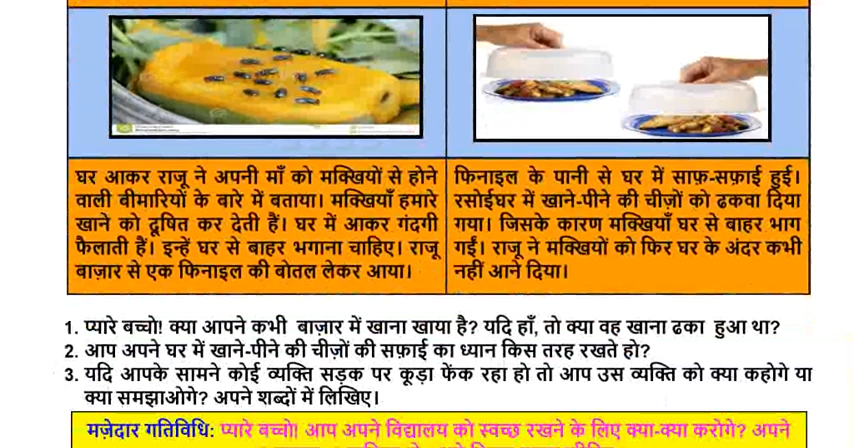 घर आकर राजू ने अपनी माँ को मक्खियों से होने
वाली बीमारियों के बारे में बताया। मक्खियाँ हमारे
खाने को दूषित कर देती हैं। घर में आकर गंदगी
फैलाती हैं। इन्हें घर से बाहर भगाना चाहिए। राजू
बाज़ार से एक फिनाइल की बोतल लेकर आया।
फिनाइल के पानी से घर में साफ़-सफ़ाई हुई।
रसोईघर में खाने-पीने की चीज़ों को ढकवा दिया
गया। जिसके कारण मक्खियाँ घर से बाहर भाग
गईं। राजू ने मक्खियों को फिर घर के अंदर कभी
नहीं आने दिया।
1. प्यारे बच्चो! क्या आपने कभी बाज़ार में खाना खाया है? यदि हाँ, तो क्या वह खाना ढका हुआ था?
2. आप अपने घर में खाने-पीने की चीज़ों की सफ़ाई का ध्यान किस तरह रखते हो?
3. यदि आपके सामने कोई व्यक्ति सड़क पर कूड़ा फेंक रहा हो तो आप उस व्यक्ति को क्या कहोगे या
क्या समझाओगे? अपने शब्दों में लिखिए।
मज़ेदार गतिविधि: प्यारे बच्चो! आप अपने विद्यालय को स्वच्छ रखने के लिए क्या-क्या करोगे? अपने